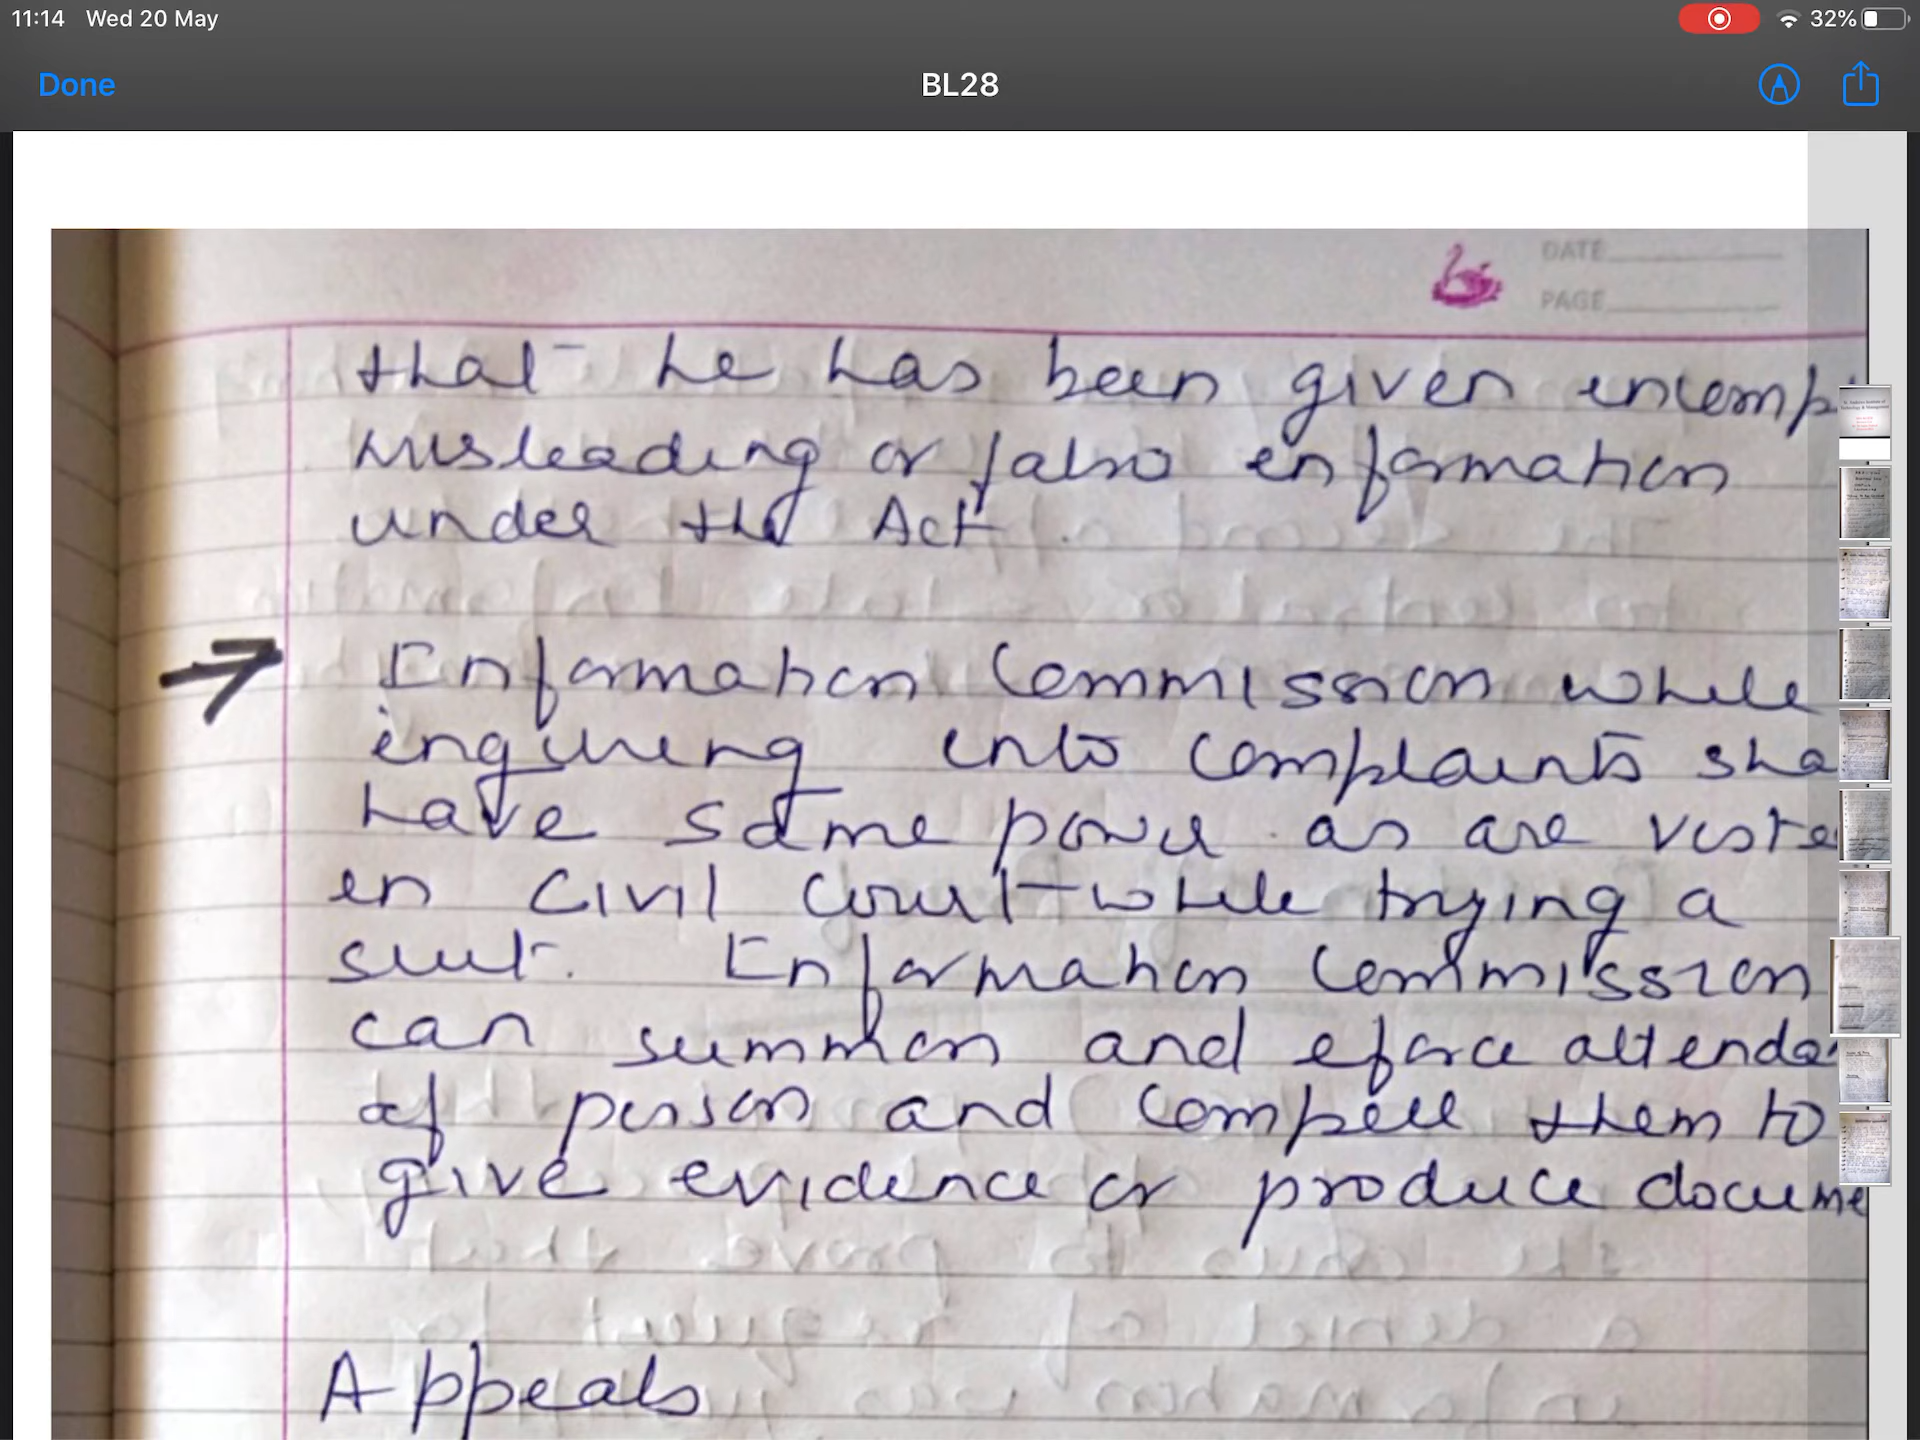 11:14 Wed 20 May
32%
Done
BL28
DATE
PAGE
that he has been given incomp
misleading or false information
under the Act.
Information Commission while
inquiring into complaints sha
have same power as are veste
in Civil Court while trying a
suit. Information Commission
can summon and eforce attenda
of person and compell them to
give evidence or produce docume
Appeals